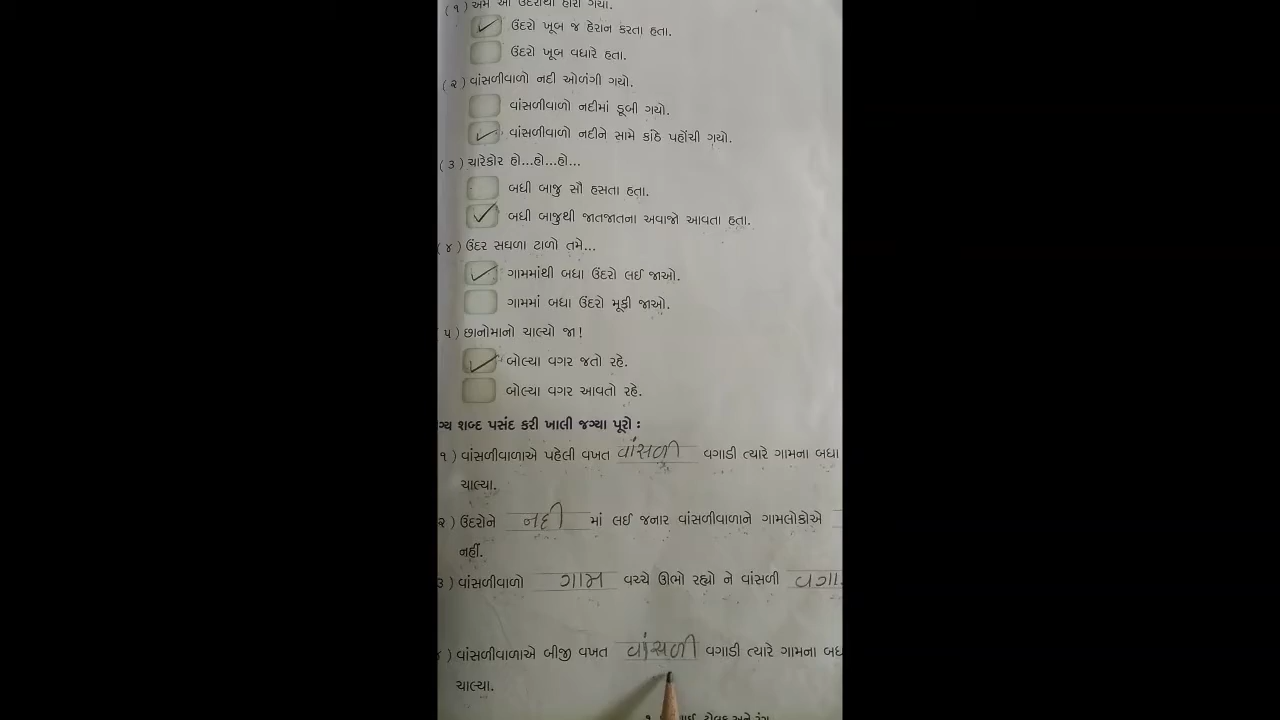 (૧) અમે આ ઉંદરોથી હારી ગયા.
ઉંદરો ખૂબ જ હેરાન કરતા હતા.
ઉંદરો ખૂબ વધારે હતા.
(૨) વાંસળીવાળો નદી ઓળંગી ગયો.
વાંસળીવાળો નદીમાં ડૂબી ગયો.
વાંસળીવાળો નદીને સામે કાંઠે પહોંચી ગયો.
(૩) ચારેકોર હો...હો...હો...
બધી બાજુ સૌ હસતા હતા.
બધી બાજુથી જાતજાતના અવાજો આવતા હતા.
(૪) ઉંદર સઘળા ટાળો તમે...
ગામમાંથી બધા ઉંદરો લઈ જાઓ.
ગામમાં બધા ઉંદરો મૂકી જાઓ.
૫) છાનોમાનો ચાલ્યો જા!
બોલ્યા વગર જતો રહે.
બોલ્યા વગર આવતો રહે.
ગ્ય શબ્દ પસંદ કરી ખાલી જગ્યા પૂરો :
૧) વાંસળીવાળાએ પહેલી વખત વાંસળી વગાડી ત્યારે ગામના બધા
ચાલ્યા.
૨) ઉંદરોને નદી માં લઈ જનાર વાંસળીવાળાને ગામલોકોએ
નહીં.
૩) વાંસળીવાળો ગામ વચ્ચે ઊભો રહ્યો ને વાંસળી વગા
૪) વાંસળીવાળાએ બીજી વખત વાંસળી વગાડી ત્યારે ગામના બધ
ચાલ્યા.